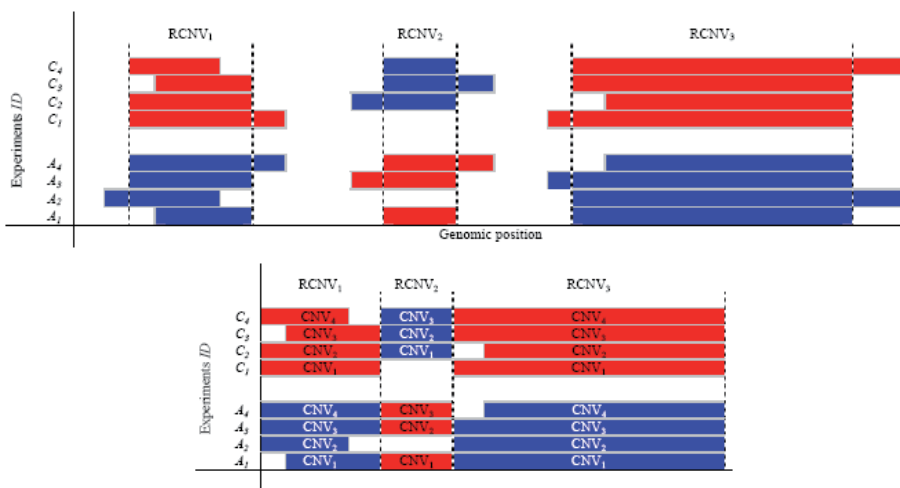 RCNV₁ RCNV₂ RCNV₃
Experiments ID
C₄
C₃
C₂
C₁
A₄
A₃
A₂
A₁
Genomic position
RCNV₁ RCNV₂ RCNV₃
Experiments ID
C₄ CNV₄ CNV₃ CNV₄
C₃ CNV₃ CNV₂ CNV₃
C₂ CNV₂ CNV₁ CNV₂
C₁ CNV₁ CNV₁
A₄ CNV₄ CNV₃ CNV₄
A₃ CNV₃ CNV₂ CNV₃
A₂ CNV₂ CNV₂
A₁ CNV₁ CNV₁ CNV₁